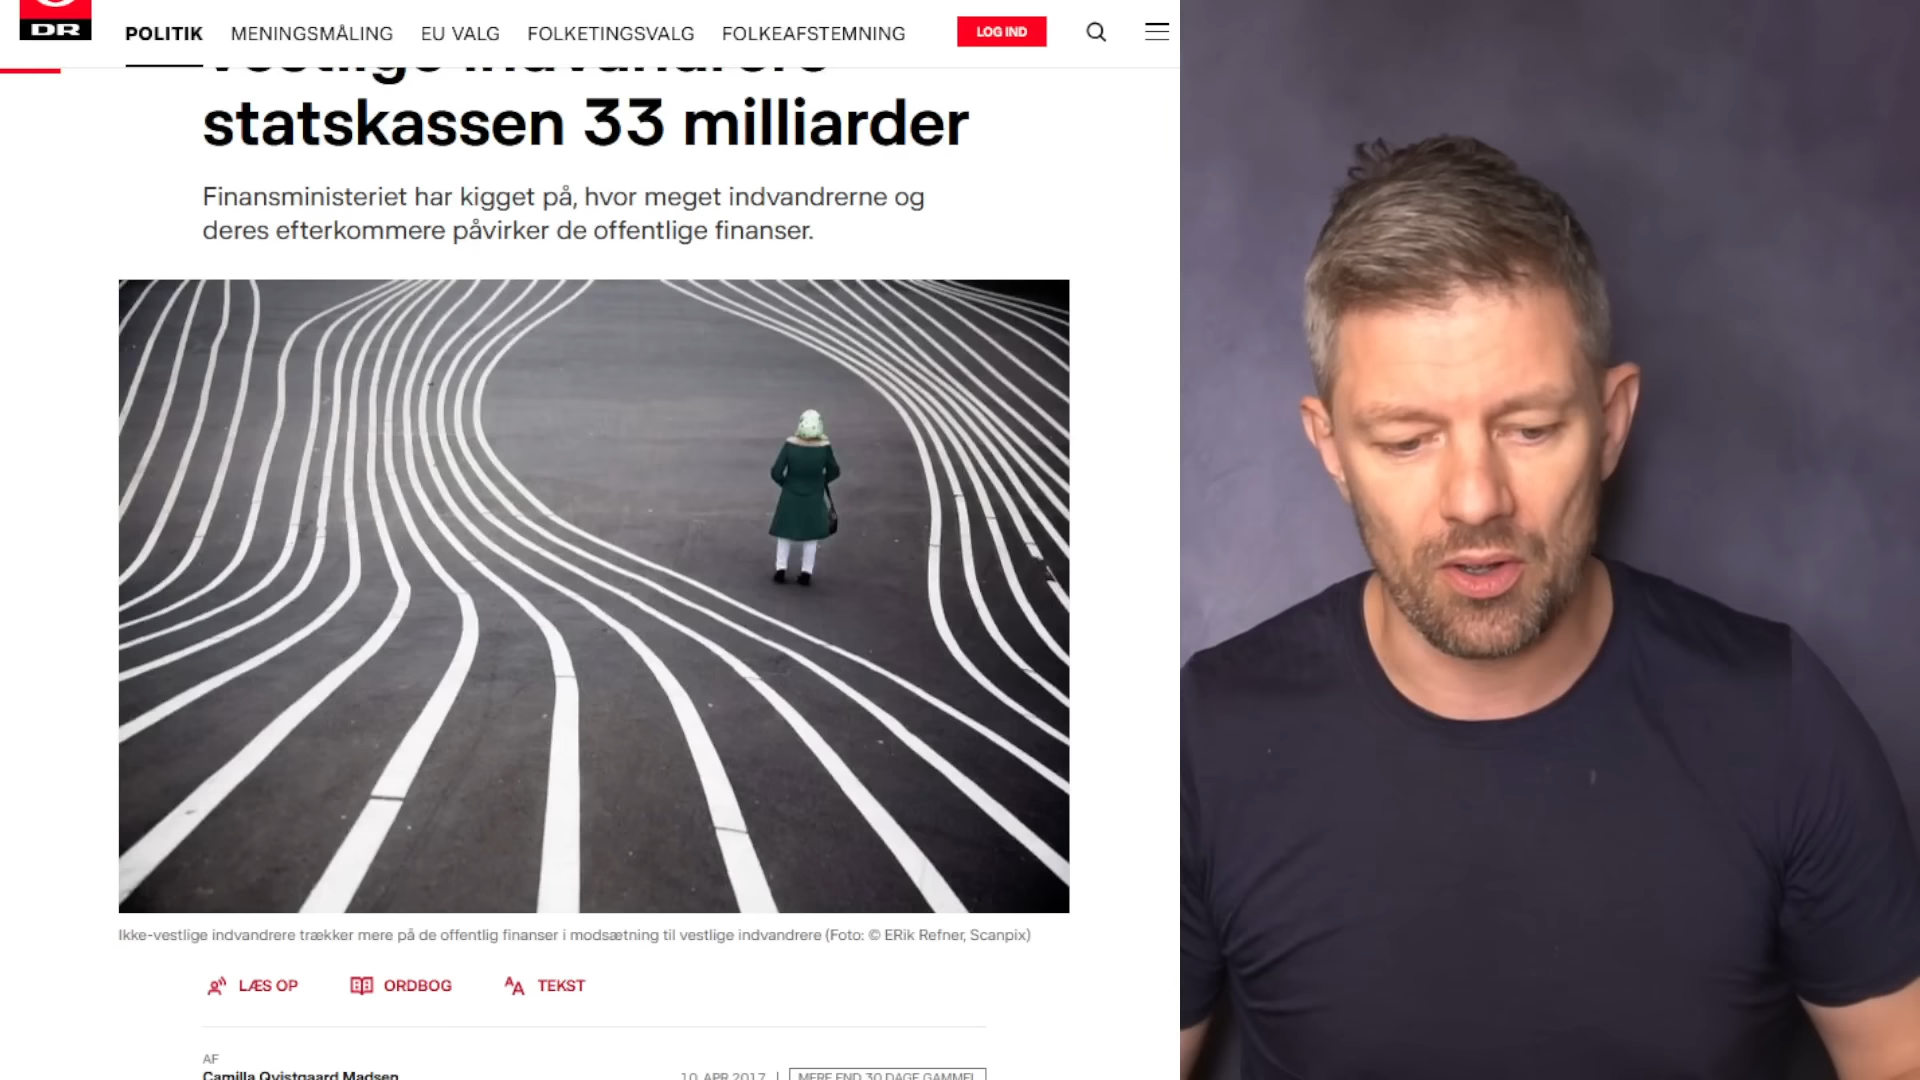 DR
POLITIK MENINGSMÅLING EU VALG FOLKETINGSVALG FOLKEAFSTEMNING LOG IND
vestlige indvandrere
statskassen 33 milliarder
Finansministeriet har kigget på, hvor meget indvandrerne og
deres efterkommere påvirker de offentlige finanser.
Ikke-vestlige indvandrere trækker mere på de offentlig finanser i modsætning til vestlige indvandrere (Foto: © ERik Refner, Scanpix)
LÆS OP ORDBOG TEKST
AF
Camilla Qvistgaard Madsen 10. APR 2017 | MERE END 30 DAGE GAMMEL